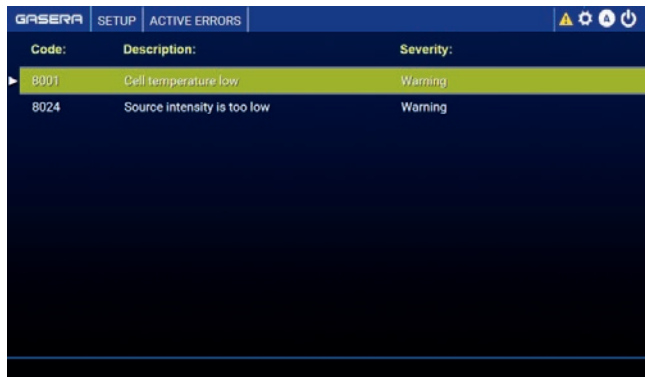 GASERA SETUP ACTIVE ERRORS A
Code: Description: Severity:
8001 Cell temperature low Warning
8024 Source intensity is too low Warning